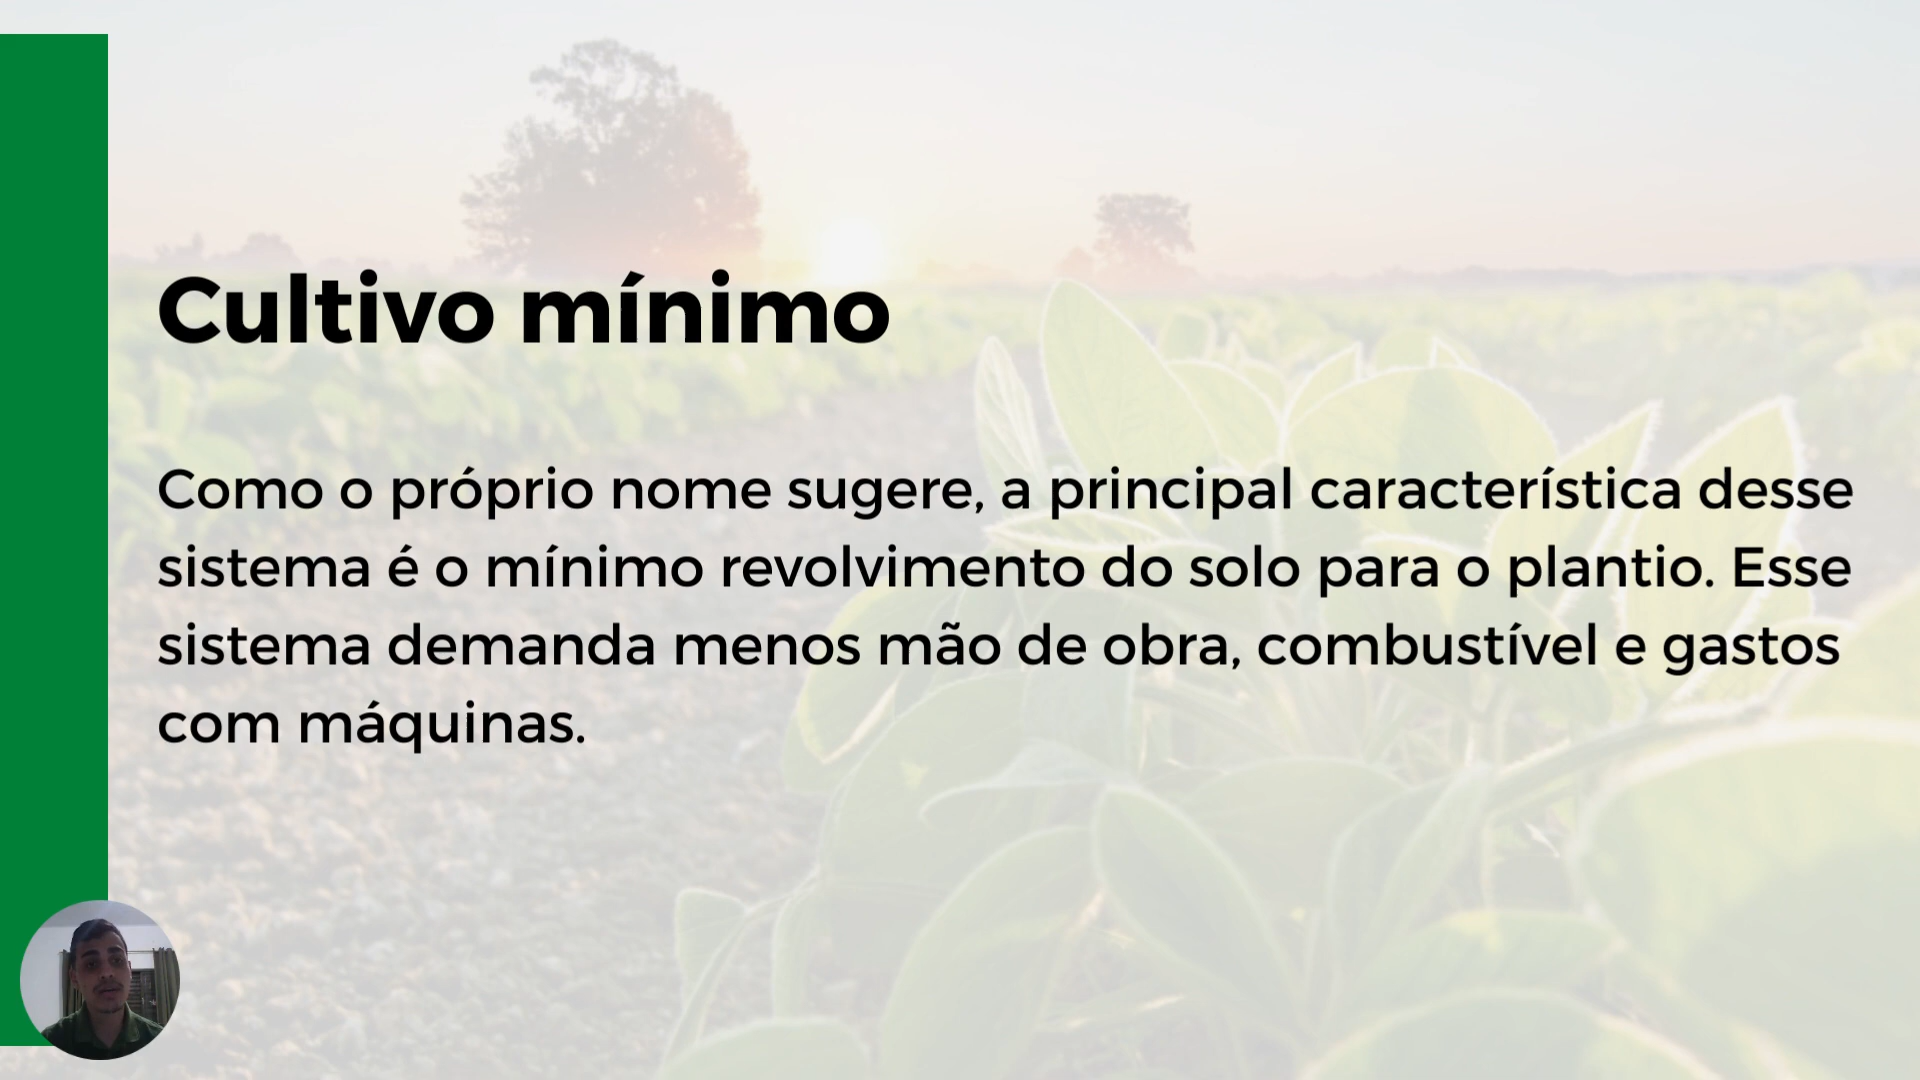 Cultivo mínimo
Como o próprio nome sugere, a principal característica desse
sistema é o mínimo revolvimento do solo para o plantio. Esse
sistema demanda menos mão de obra, combustível e gastos
com máquinas.